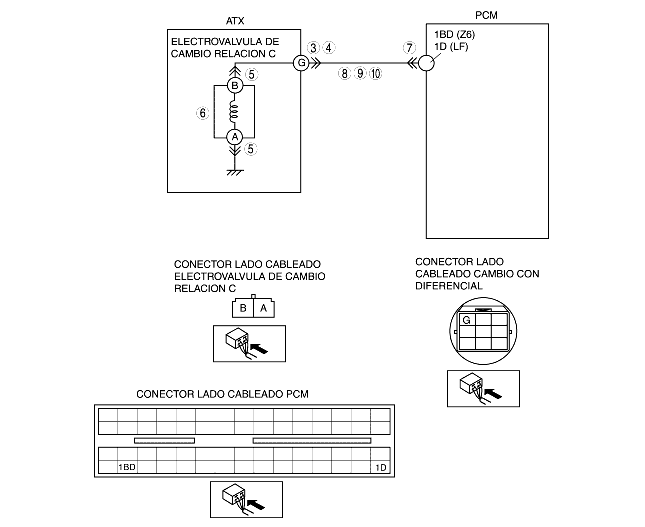 ATX
PCM
ELECTROVALVULA DE
CAMBIO RELACION C
1BD (Z6)
1D (LF)
3 4
7
G
5
8 9 10
B
6
A
5
CONECTOR LADO CABLEADO
ELECTROVALVULA DE CAMBIO
RELACION C
B A
CONECTOR LADO
CABLEADO CAMBIO CON
DIFERENCIAL
G
CONECTOR LADO CABLEADO PCM
1BD 1D